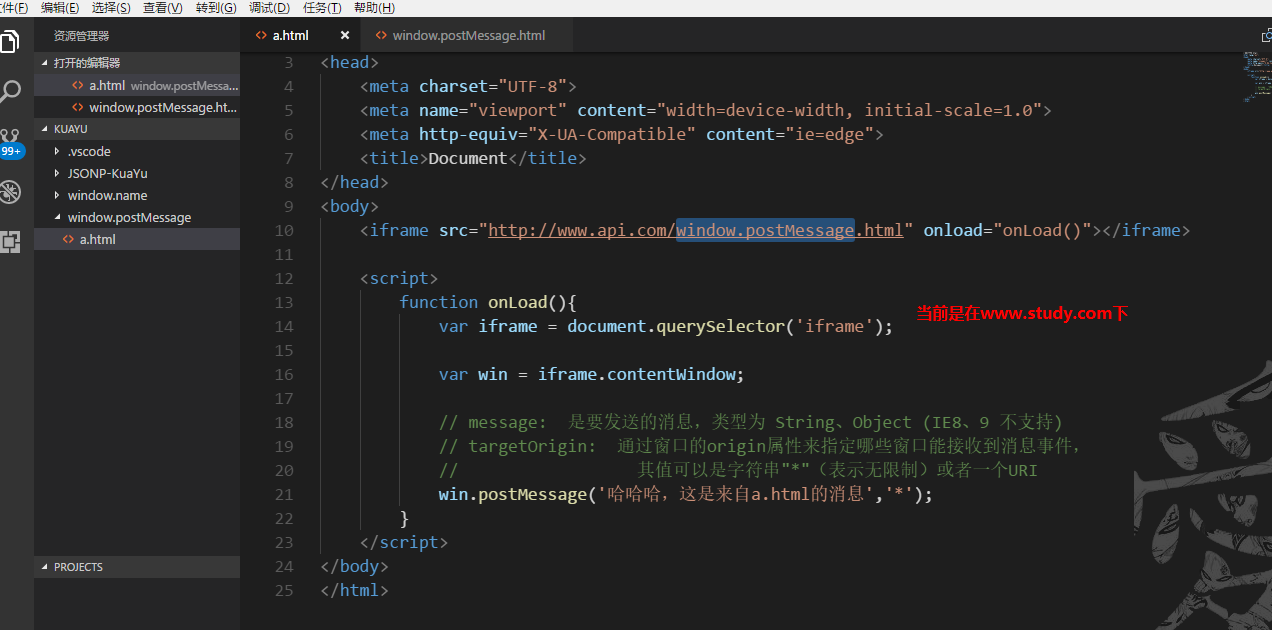 件(F) 编辑(E) 选择(S) 查看(V) 转到(G) 调试(D) 任务(T) 帮助(H)
资源管理器
打开的编辑器
a.html window.postMessa...
window.postMessage.ht...
KUAYU
99+
.vscode
JSONP-KuaYu
window.name
window.postMessage
a.html
PROJECTS
a.html
window.postMessage.html
3 <head>
4 <meta charset="UTF-8">
5 <meta name="viewport" content="width=device-width, initial-scale=1.0">
6 <meta http-equiv="X-UA-Compatible" content="ie=edge">
7 <title>Document</title>
8 </head>
9 <body>
10 <iframe src="http://www.api.com/window.postMessage.html" onload="onLoad()"></iframe>
11
12 <script>
13 function onLoad(){
当前是在www.study.com下
14 var iframe = document.querySelector('iframe');
15
16 var win = iframe.contentWindow;
17
18 // message: 是要发送的消息，类型为 String、Object (IE8、9 不支持)
19 // targetOrigin: 通过窗口的origin属性来指定哪些窗口能接收到消息事件，
20 // 其值可以是字符串"*"（表示无限制）或者一个URI
21 win.postMessage('哈哈哈，这是来自a.html的消息','*');
22 }
23 </script>
24 </body>
25 </html>